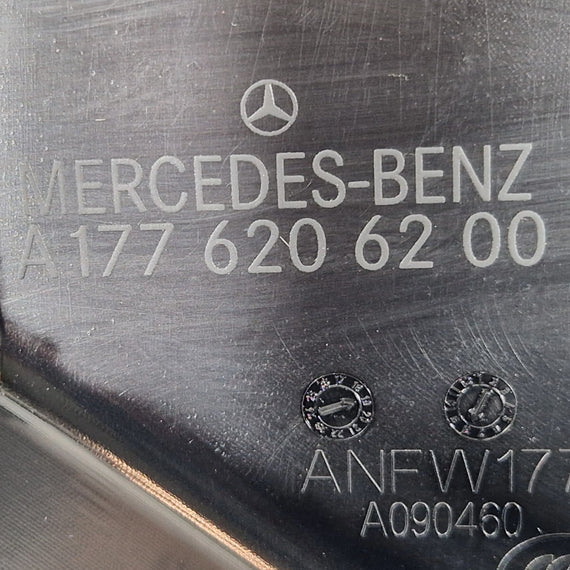 MERCEDES-BENZ
A 177 620 62 00
ANFW177
A090460